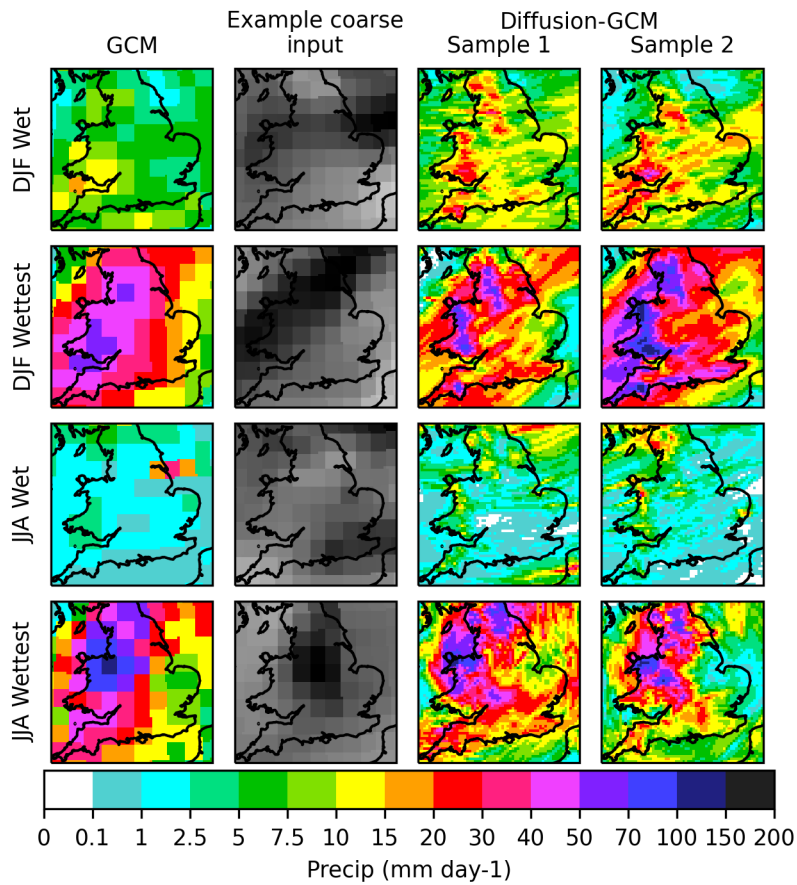 GCM
Example coarse
input
Diffusion-GCM
Sample 1
Sample 2
DJF Wet
DJF Wettest
JJA Wet
JJA Wettest
0 0.1 1 2.5 5 7.5 10 15 20 30 40 50 70 100 150 200
Precip (mm day-1)